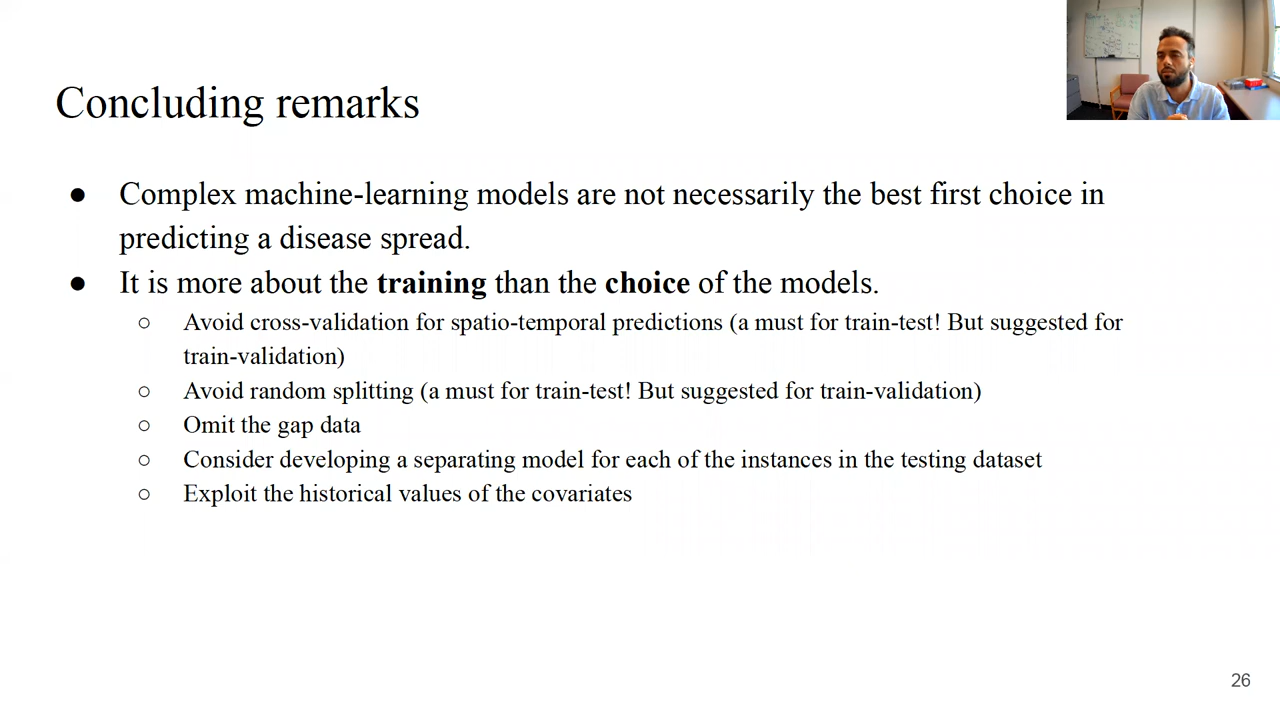 Concluding remarks
● Complex machine-learning models are not necessarily the best first choice in
predicting a disease spread.
● It is more about the training than the choice of the models.
○ Avoid cross-validation for spatio-temporal predictions (a must for train-test! But suggested for
train-validation)
○ Avoid random splitting (a must for train-test! But suggested for train-validation)
○ Omit the gap data
○ Consider developing a separating model for each of the instances in the testing dataset
○ Exploit the historical values of the covariates
26